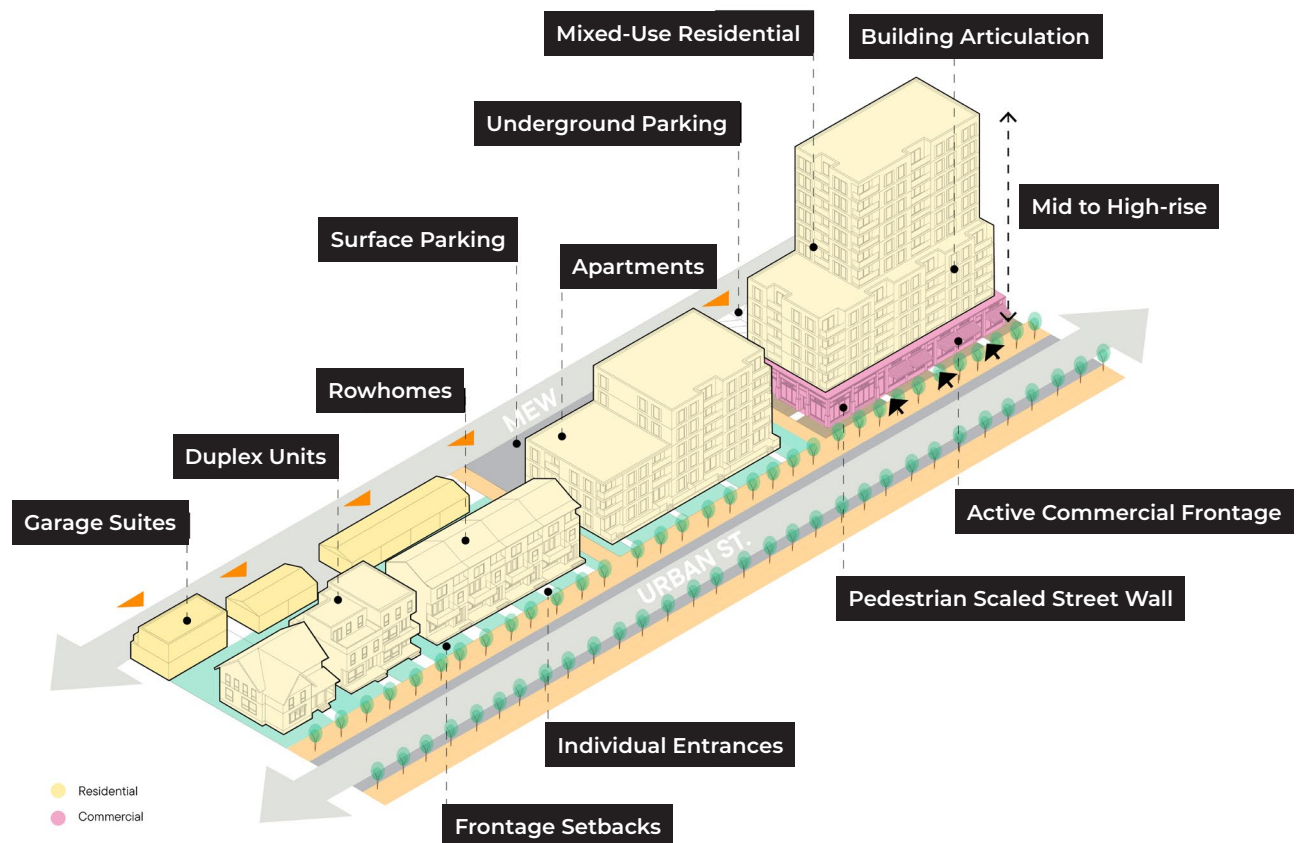 Mixed-Use Residential
Building Articulation
Underground Parking
Mid to High-rise
Surface Parking
Apartments
Rowhomes
MEW
Duplex Units
Garage Suites
Active Commercial Frontage
URBAN ST.
Pedestrian Scaled Street Wall
Individual Entrances
Residential
Commercial
Frontage Setbacks